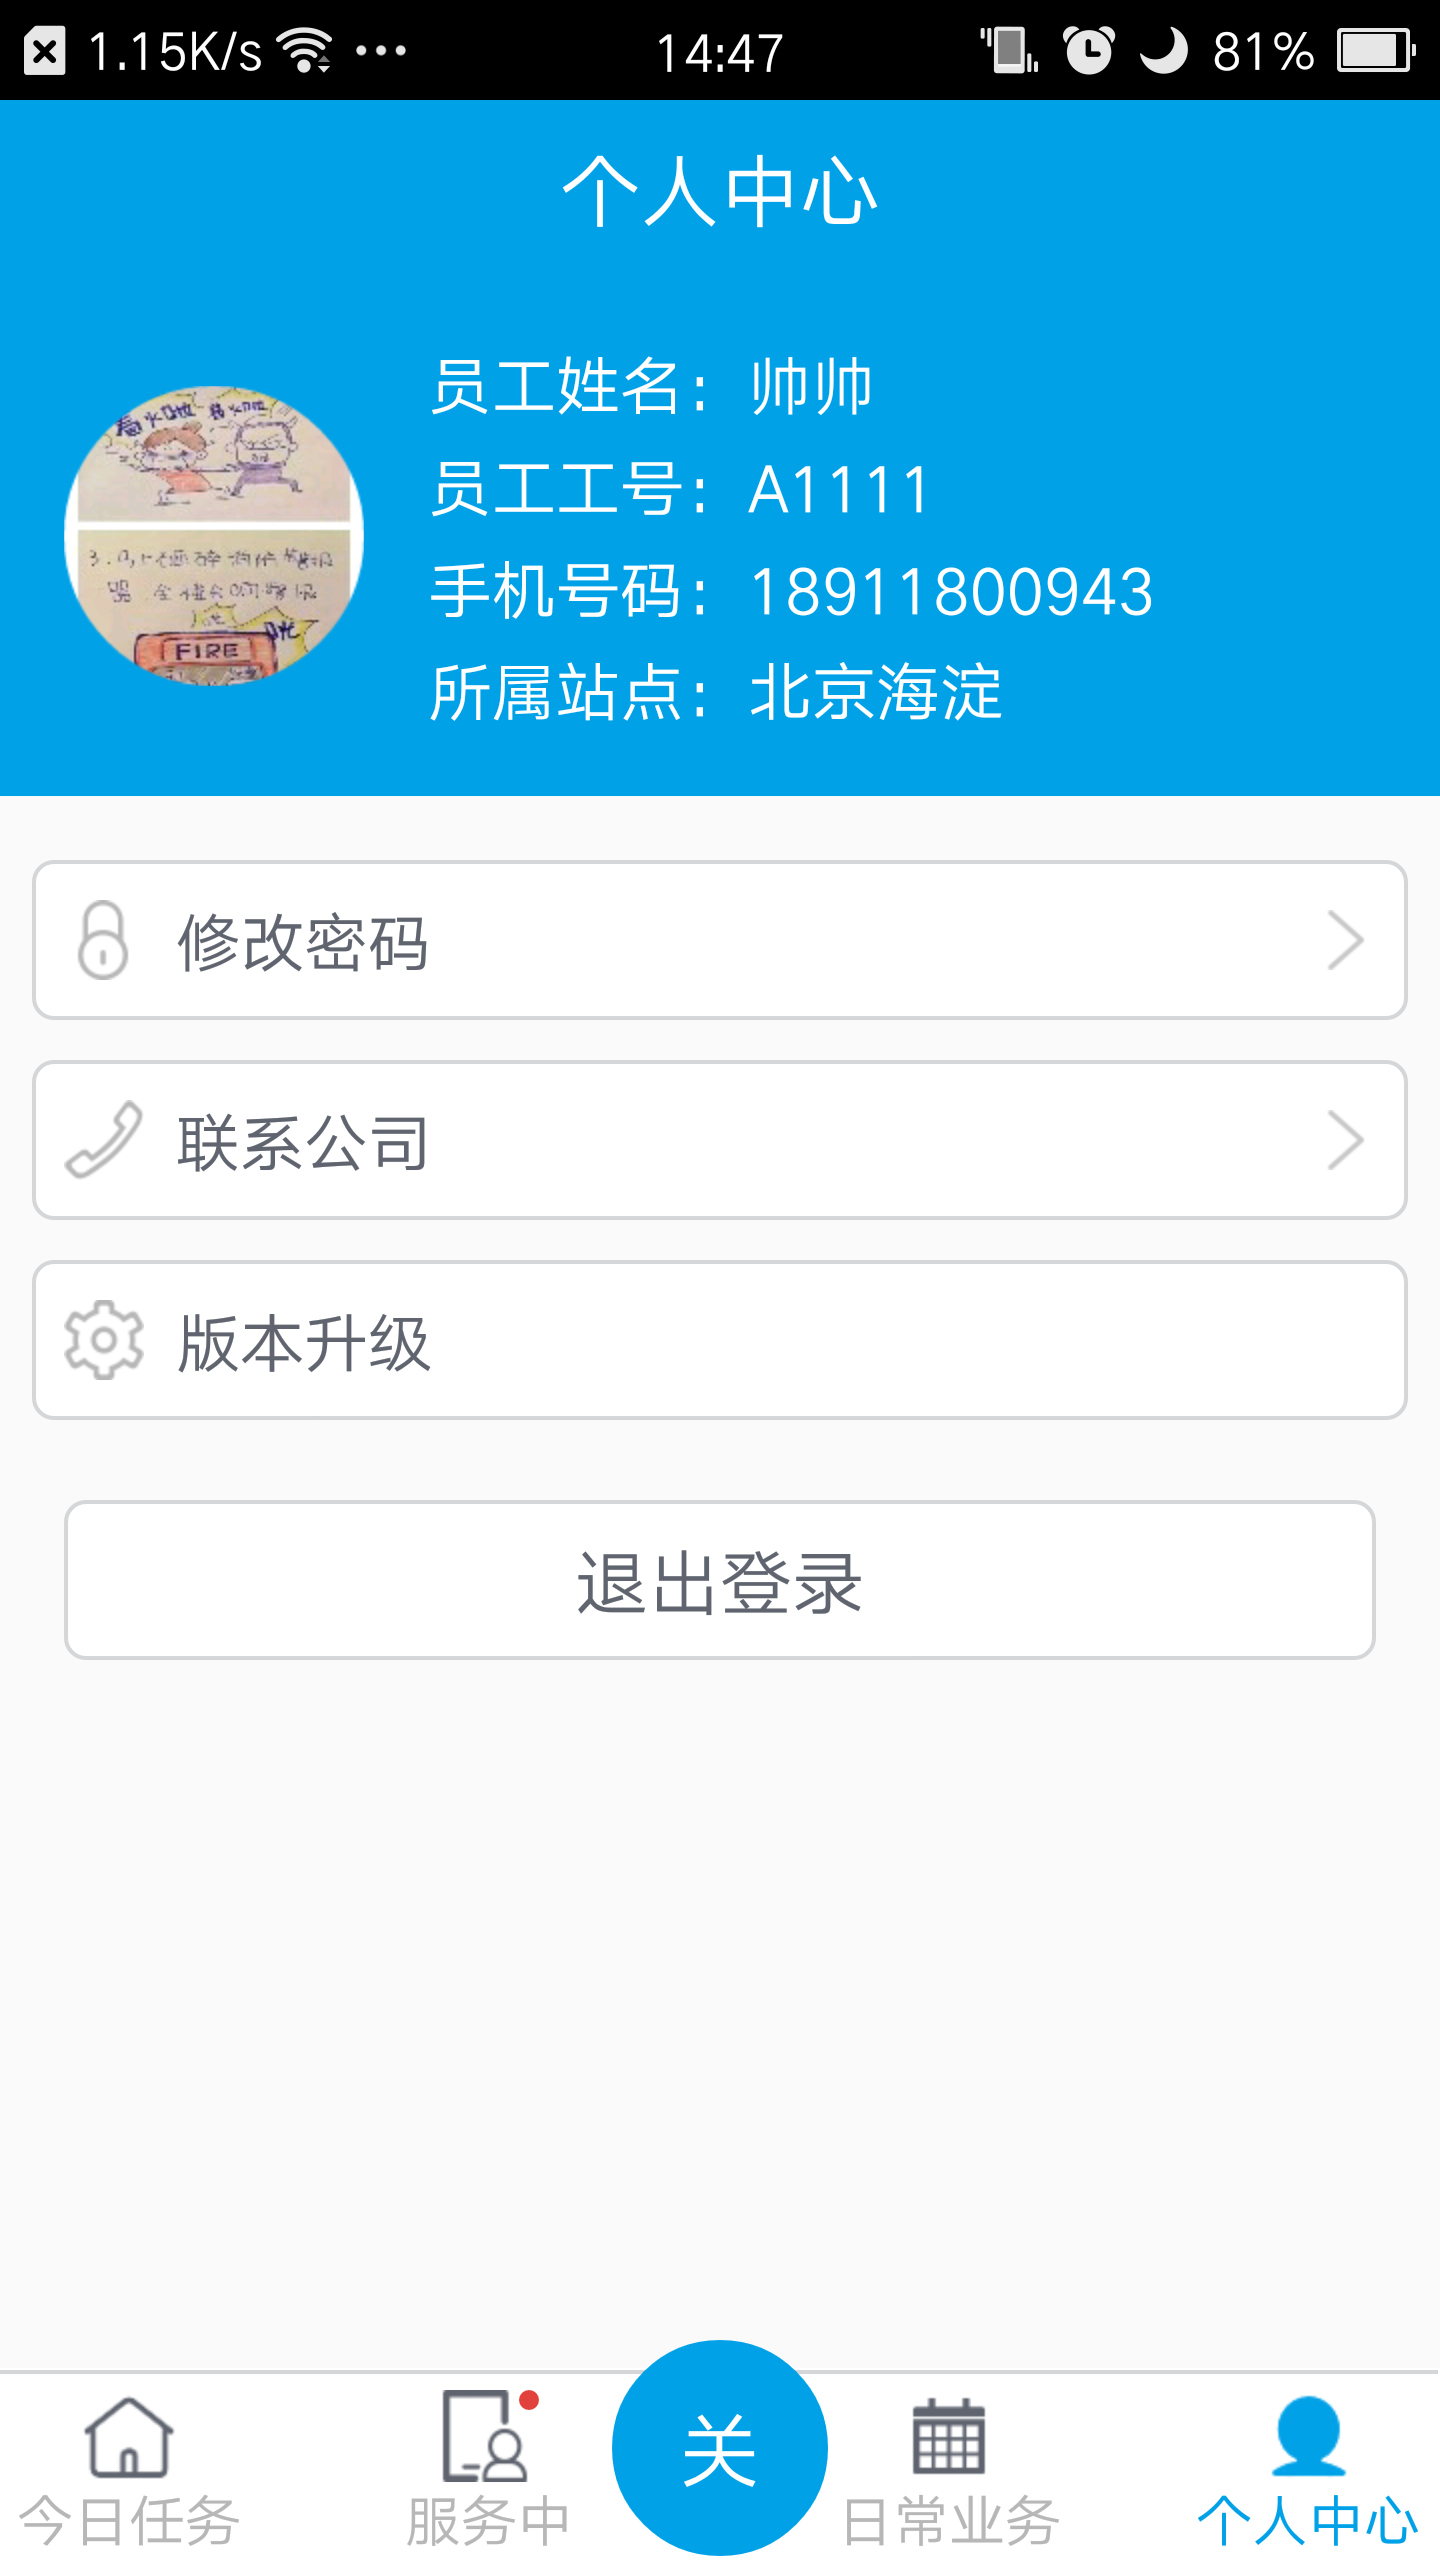 1.15K/s 14:47 81%
个人中心
员工姓名：帅帅
员工工号：A1111
手机号码：18911800943
所属站点：北京海淀
FIRE
修改密码
联系公司
版本升级
退出登录
关
今日任务 服务中 日常业务 个人中心